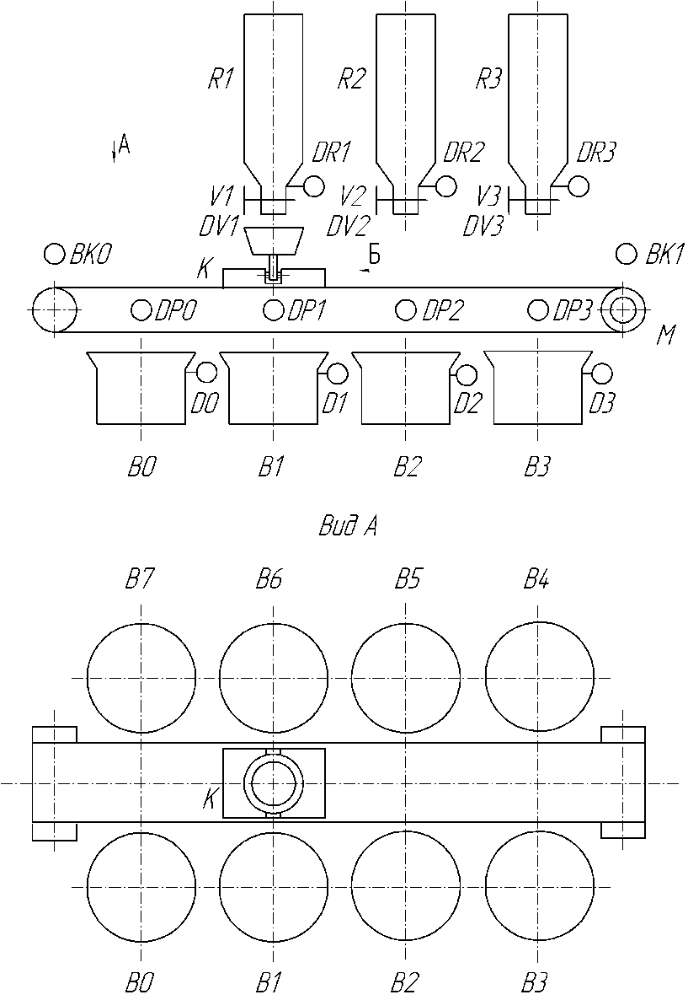 R1 R2 R3
A
DR1 DR2 DR3
V1 V2 V3
DV1 DV2 DV3
BK0 K Б BK1
DP0 DP1 DP2 DP3
M
D0 D1 D2 D3
B0 B1 B2 B3
Вид А
B7 B6 B5 B4
K
B0 B1 B2 B3